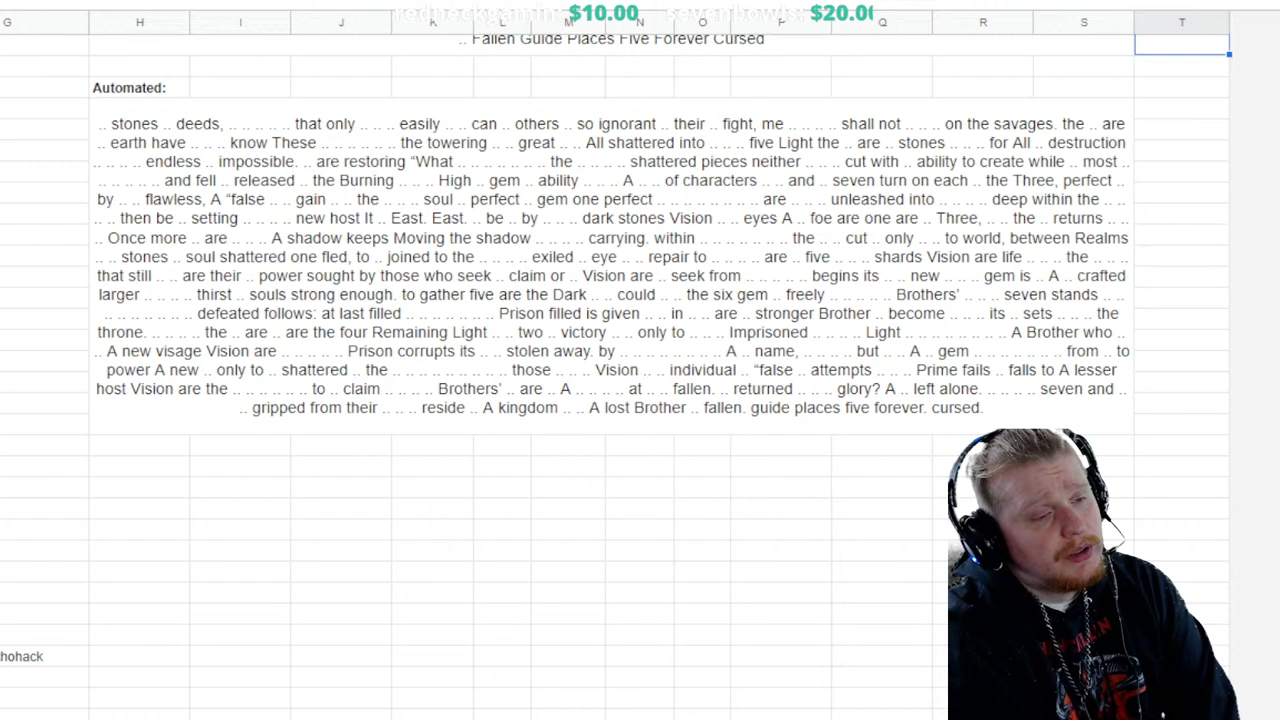 redneckgamin: $10.00 sevenbowls: $20.00
G H I J K L M N O P Q R S T
.. Fallen Guide Places Five Forever Cursed
Automated:
.. stones .. deeds, .. .. .. .. that only .. .. .. easily .. .. can .. others .. so ignorant .. their .. fight, me .. .. .. shall not .. .. .. on the savages. the .. are
.. earth have .. .. .. know These .. .. .. .. .. the towering .. .. great .. .. All shattered into .. .. .. five Light the .. are .. stones .. .. .. for All .. destruction
.. .. .. .. endless .. impossible. .. are restoring “What .. .. .. .. .. .. the .. .. .. shattered pieces neither .. .. cut with .. ability to create while .. most ..
.. .. .. .. .. and fell .. released .. the Burning .. .. .. High .. gem .. ability .. .. .. A .. .. of characters .. .. and .. seven turn on each .. the Three, perfect ..
by .. .. flawless, A “false .. .. gain .. .. the .. .. .. soul .. perfect .. gem one perfect .. .. .. .. .. .. are .. .. unleashed into .. .. .. .. deep within the ..
.. .. then be .. setting .. .. .. new host It .. East. East. .. be .. by .. .. .. dark stones Vision .. .. eyes A .. foe are one are .. Three, .. .. the .. returns ..
.. Once more .. are .. .. .. A shadow keeps Moving the shadow .. .. .. .. carrying. within .. .. .. .. .. .. the .. .. cut .. only .. .. to world, between Realms
.. .. stones .. soul shattered one fled, to .. joined to the .. .. .. .. exiled .. eye .. repair to .. .. .. .. are .. five .. .. shards Vision are life .. .. the .. ..
that still .. .. are their .. power sought by those who seek .. claim or .. Vision are .. seek from .. .. .. .. begins its .. .. new .. .. gem is .. A .. crafted
larger .. .. .. .. thirst .. souls strong enough. to gather five are the Dark .. .. could .. .. the six gem .. freely .. .. .. .. Brothers’ .. .. .. seven stands .. ..
.. .. .. .. .. .. defeated follows: at last filled .. .. .. .. .. .. Prison filled is given .. .. in .. .. are .. stronger Brother .. become .. .. its .. sets .. .. the
throne. .. .. .. .. the .. are .. are the four Remaining Light .. .. two .. victory .. .. only to .. .. Imprisoned .. .. .. Light .. .. .. .. .. .. A Brother who ..
.. A new visage Vision are .. .. .. .. Prison corrupts its .. .. stolen away. by .. .. .. .. .. .. .. A .. name, .. .. .. but .. .. A .. gem .. .. .. .. .. from .. to
power A new .. only to .. shattered .. the .. .. .. .. .. those .. .. Vision .. individual .. “false .. attempts .. .. Prime fails .. falls to A lesser
host Vision are the .. .. .. .. to .. claim .. .. .. Brothers’ .. are .. A .. .. at .. fallen. .. returned .. .. glory? A .. left alone. .. .. .. seven and ..
.. gripped from their .. .. .. reside .. A kingdom .. .. A lost Brother .. fallen. guide places five forever. cursed.
hohack